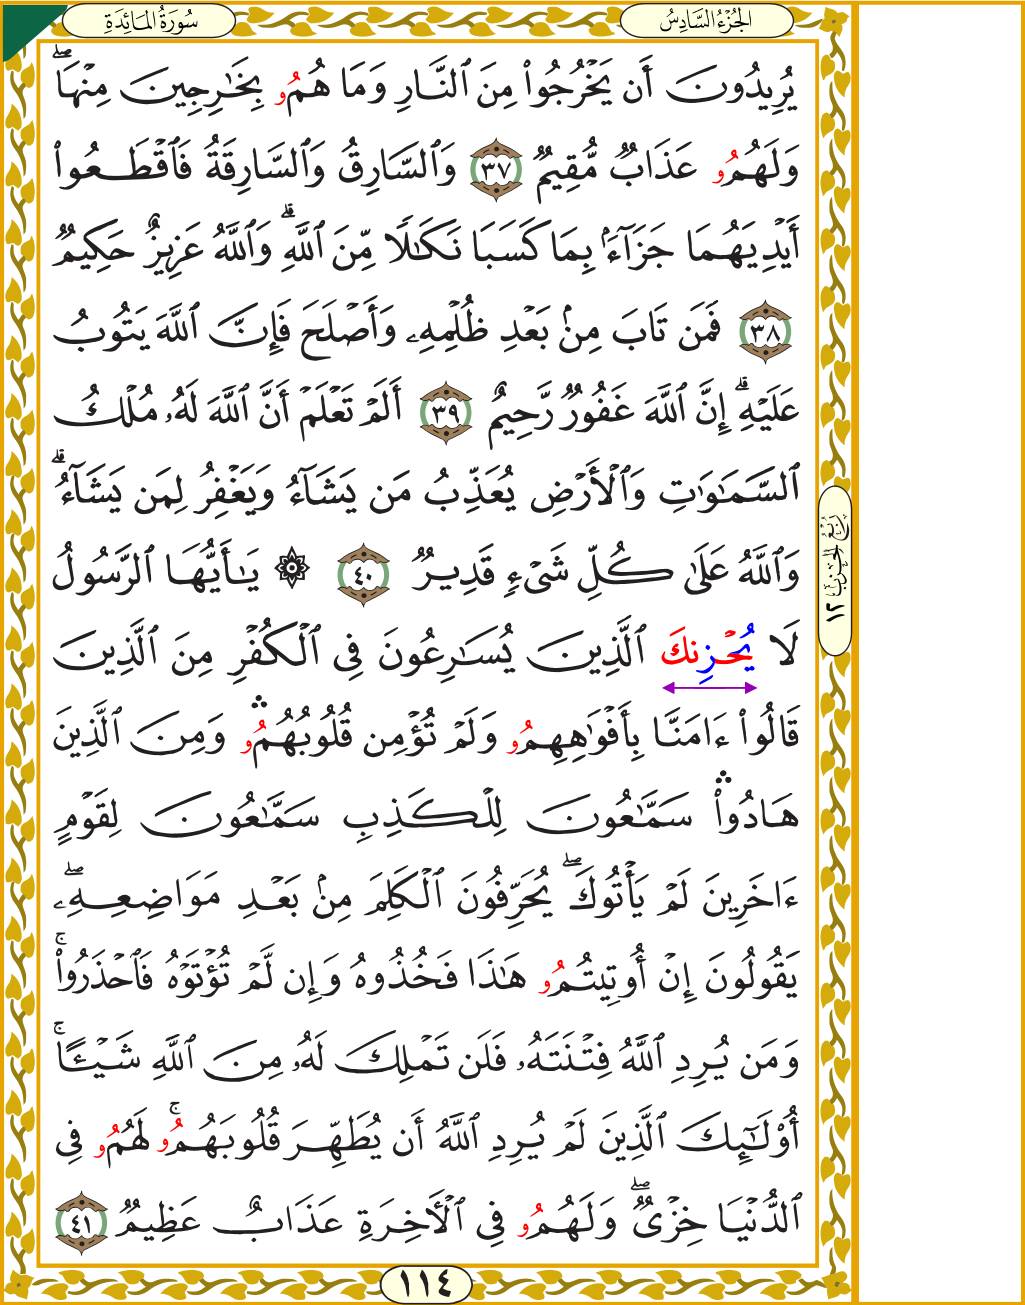 سُورَةُ المَائِدَةِ
الجُزْءُ السَّادِسُ
يُرِيدُونَ أَن يَخۡرُجُواْ مِنَ ٱلنَّارِ وَمَا هُمُۥ بِخَٰرِجِينَ مِنۡهَاۖ
وَلَهُمُۥ عَذَابٞ مُّقِيمٞ ٣٧ وَٱلسَّارِقُ وَٱلسَّارِقَةُ فَٱقۡطَعُواْ
أَيۡدِيَهُمَا جَزَآءَۢ بِمَا كَسَبَا نَكَٰلٗا مِّنَ ٱللَّهِۗ وَٱللَّهُ عَزِيزٌ حَكِيمٞ
٣٨ فَمَن تَابَ مِنۢ بَعۡدِ ظُلۡمِهِۦ وَأَصۡلَحَ فَإِنَّ ٱللَّهَ يَتُوبُ
عَلَيۡهِۗ إِنَّ ٱللَّهَ غَفُورٞ رَّحِيمٌ ٣٩ أَلَمۡ تَعۡلَمۡ أَنَّ ٱللَّهَ لَهُۥ مُلۡكُ
ٱلسَّمَٰوَٰتِ وَٱلۡأَرۡضِ يُعَذِّبُ مَن يَشَآءُ وَيَغۡفِرُ لِمَن يَشَآءُۗ
وَٱللَّهُ عَلَىٰ كُلِّ شَيۡءٖ قَدِيرٞ ٤٠ ۞ يَٰٓأَيُّهَا ٱلرَّسُولُ
لَا يُحۡزِنكَ ٱلَّذِينَ يُسَٰرِعُونَ فِي ٱلۡكُفۡرِ مِنَ ٱلَّذِينَ
قَالُوٓاْ ءَامَنَّا بِأَفۡوَٰهِهِمُۥ وَلَمۡ تُؤۡمِن قُلُوبُهُمُۥۛ وَمِنَ ٱلَّذِينَ
هَادُواْۛ سَمَّٰعُونَ لِلۡكَذِبِ سَمَّٰعُونَ لِقَوۡمٍ
ءَاخَرِينَ لَمۡ يَأۡتُوكَۖ يُحَرِّفُونَ ٱلۡكَلِمَ مِنۢ بَعۡدِ مَوَاضِعِهِۦۖ
يَقُولُونَ إِنۡ أُوتِيتُمُۥ هَٰذَا فَخُذُوهُ وَإِن لَّمۡ تُؤۡتَوۡهُ فَٱحۡذَرُواْۚ
وَمَن يُرِدِ ٱللَّهُ فِتۡنَتَهُۥ فَلَن تَمۡلِكَ لَهُۥ مِنَ ٱللَّهِ شَيۡـًٔاۚ
أُوْلَٰٓئِكَ ٱلَّذِينَ لَمۡ يُرِدِ ٱللَّهُ أَن يُطَهِّرَ قُلُوبَهُمُۥۚ لَهُمُۥ فِي
ٱلدُّنۡيَا خِزۡيٞۖ وَلَهُمُۥ فِي ٱلۡأٓخِرَةِ عَذَابٌ عَظِيمٞ ٤١
رُبْعُ الحِزْبِ ١٢
١١٤